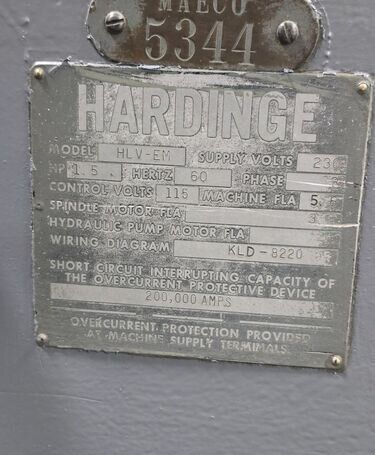 MAECO
5344
HARDINGE
MODEL HLV-EM SUPPLY VOLTS 230
HP 1.5 HERTZ 60 PHASE
CONTROL VOLTS 115 MACHINE FLA 5.
SPINDLE MOTOR FLA
HYDRAULIC PUMP MOTOR FLA
WIRING DIAGRAM KLD-8220
SHORT CIRCUIT INTERRUPTING CAPACITY OF
THE OVERCURRENT PROTECTIVE DEVICE
200,000 AMPS
OVERCURRENT PROTECTION PROVIDED
AT MACHINE SUPPLY TERMINALS